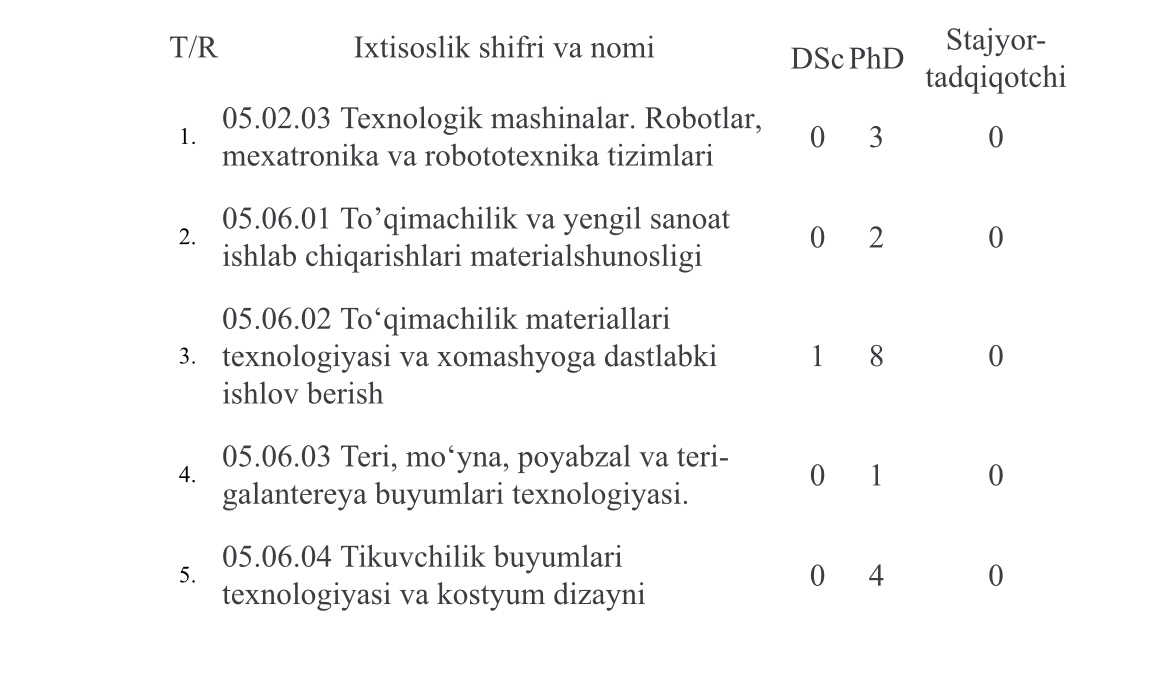 T/R Ixtisoslik shifri va nomi DSc PhD Stajyor-
tadqiqotchi
1. 05.02.03 Texnologik mashinalar. Robotlar,
mexatronika va robototexnika tizimlari 0 3 0
2. 05.06.01 To’qimachilik va yengil sanoat
ishlab chiqarishlari materialshunosligi 0 2 0
3. 05.06.02 To‘qimachilik materiallari
texnologiyasi va xomashyoga dastlabki 1 8 0
ishlov berish
4. 05.06.03 Teri, mo‘yna, poyabzal va teri-
galantereya buyumlari texnologiyasi. 0 1 0
5. 05.06.04 Tikuvchilik buyumlari
texnologiyasi va kostyum dizayni 0 4 0